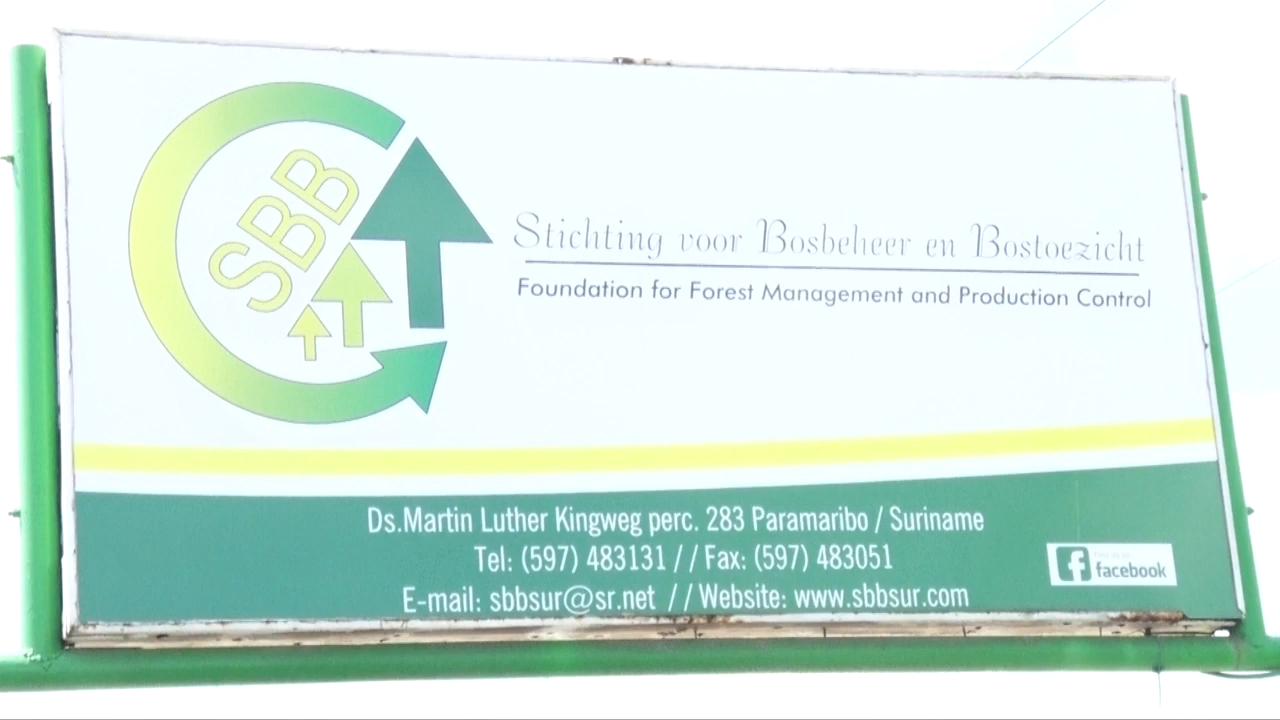 SBB
Stichting voor Bosbeheer en Bostoezicht
Foundation for Forest Management and Production Control
Ds.Martin Luther Kingweg perc. 283 Paramaribo / Suriname
Tel: (597) 483131 // Fax: (597) 483051
E-mail: sbbsur@sr.net // Website: www.sbbsur.com
facebook